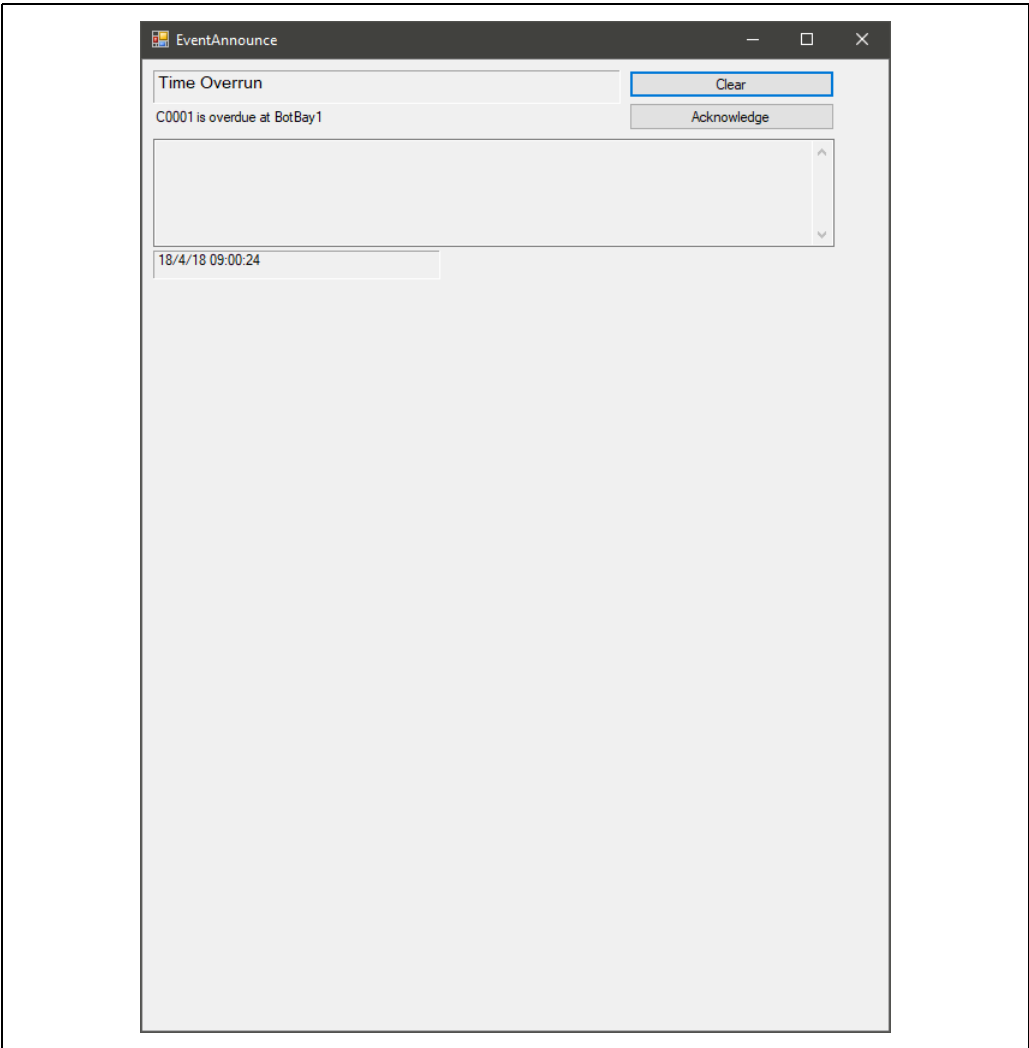 EventAnnounce
Time Overrun
Clear
C0001 is overdue at BotBay1
Acknowledge
18/4/18 09:00:24